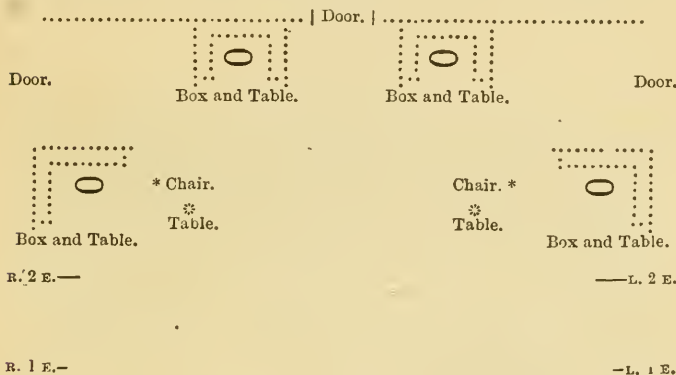 | Door. |
Door. Door.
Box and Table. Box and Table.
* Chair. Chair. *
Table. Table.
Box and Table. Box and Table.
R. 2 E.— —L. 2 E.
R. 1 E.– –L. 1 E.